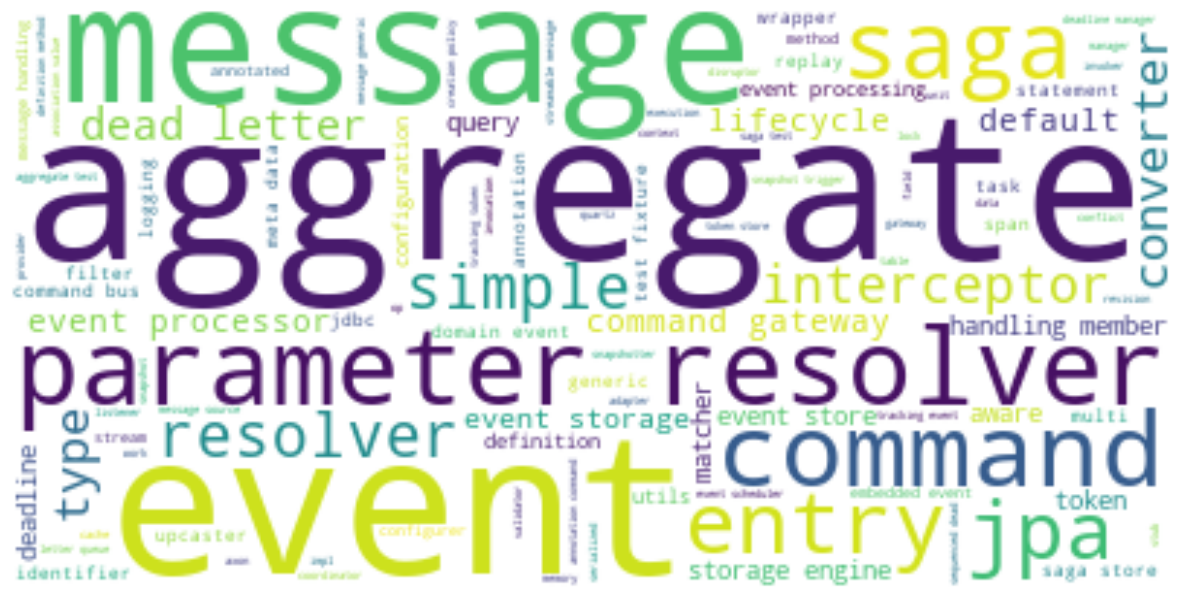 message
saga
wrapper
method
replay
deadline manager
manager
invoker
annotated
event processing
statement
converter
message handling
definition method
association value
message generic
creation policy
streamable message
disruptor
dead letter
query
execution
context
lifecycle
saga test
lock
default
aggregate
aggregate test
logging
meta data
configuration
tracking token
invocation
annotation
quartz
test fixture
snapshot trigger
token store
gateway
field
task
data
span
conflict
provider
filter
command bus
simple
interceptor
table
revision
event processor
jdbc
domain event
command gateway
handling member
parameter resolver
snapshot
snapshotter
generic
adapter
listener
message source
type
stream
work
resolver
event storage
definition
matcher
event store
tracking event
aware
multi
command
deadline
event
utils
event scheduler
embedded event
token
entry
jpa
cache
upcaster
configurer
validator
annotation command
letter queue
axon
impl
coordinator
memory
serialized
sequenced dead
stub
identifier
storage engine
saga store